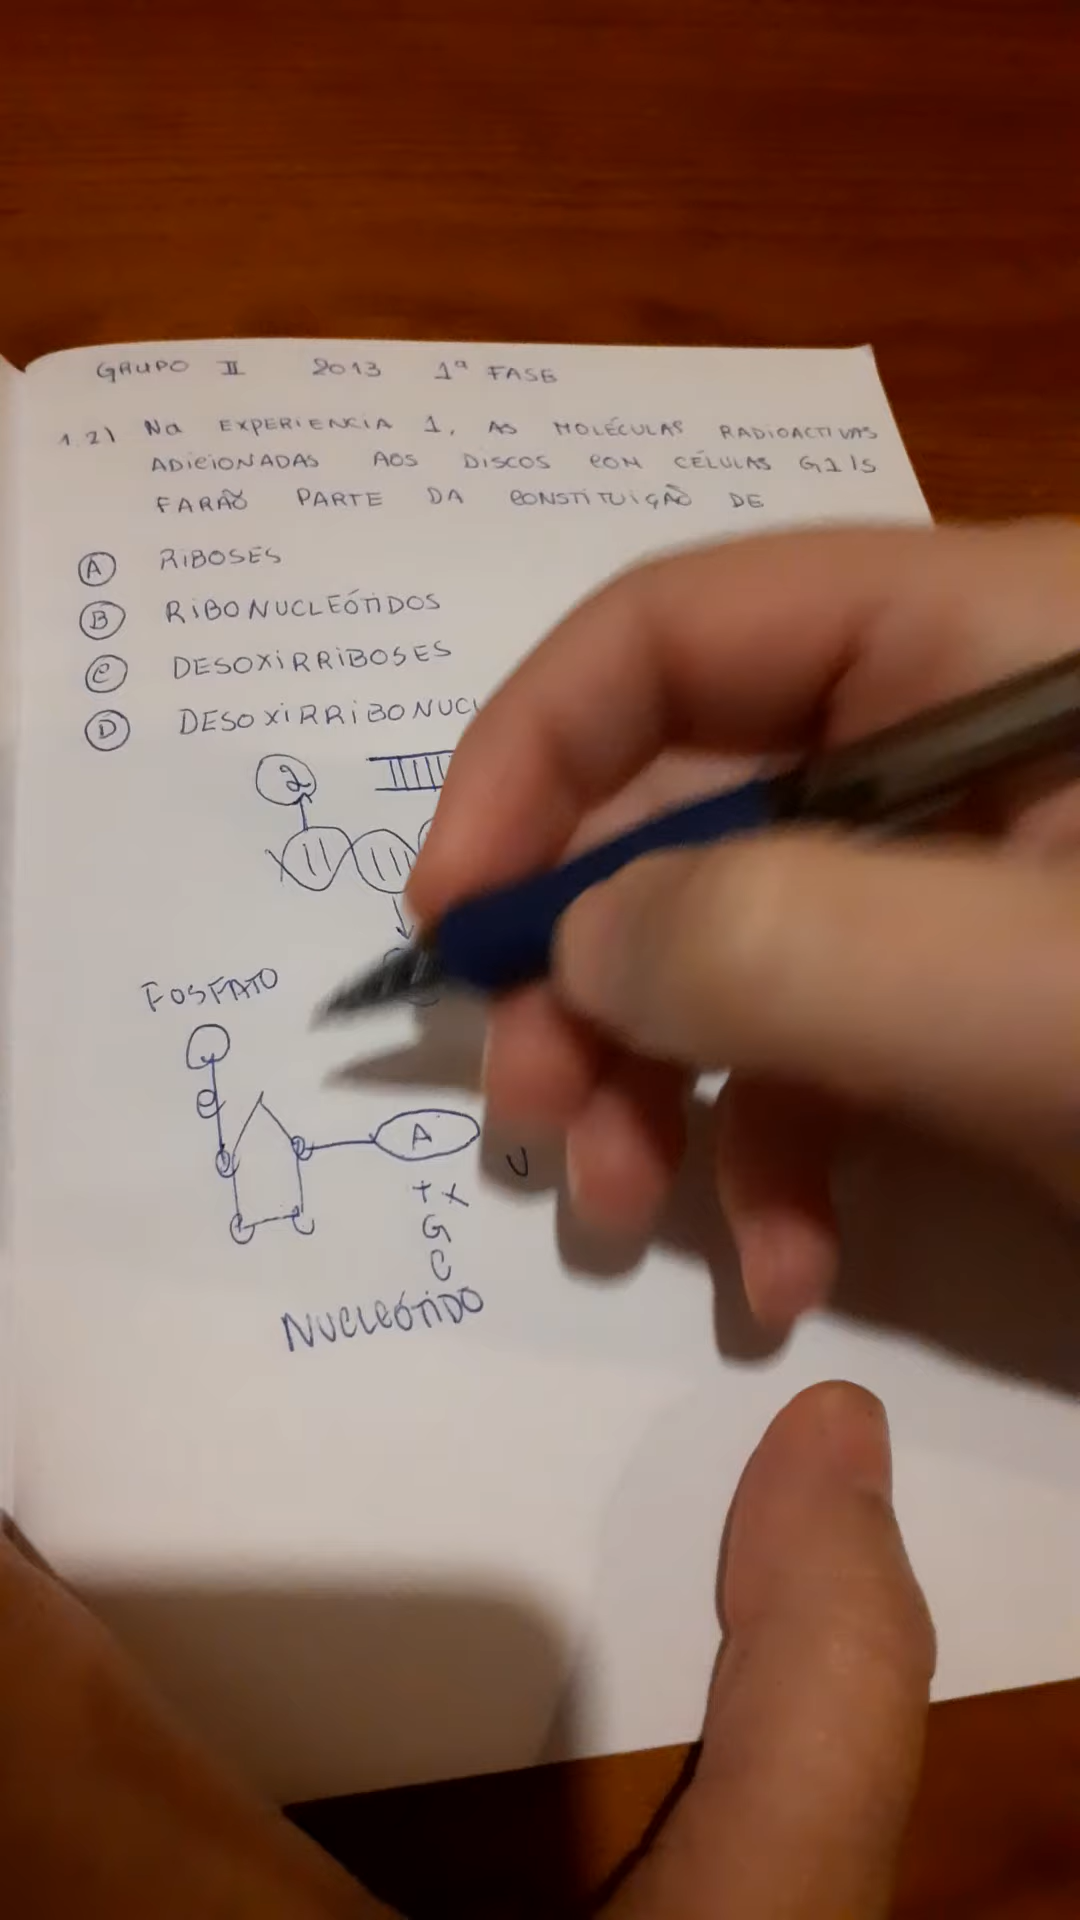 GRUPO II 2013 1ª FASE
1.2) Na EXPERIENCIA 1, AS MOLÉCULAS RADIOACTIVAS
ADICIONADAS AOS DISCOS COM CÉLULAS G1/S
FARÃO PARTE DA CONSTITUIÇÃO DE
A RIBOSES
B RIBONUCLEÓTIDOS
C DESOXIRRIBOSES
D DESOXIRRIBONUCL
2
FOSFATO
A
U
T X
G
C
NUCLEÓTIDO